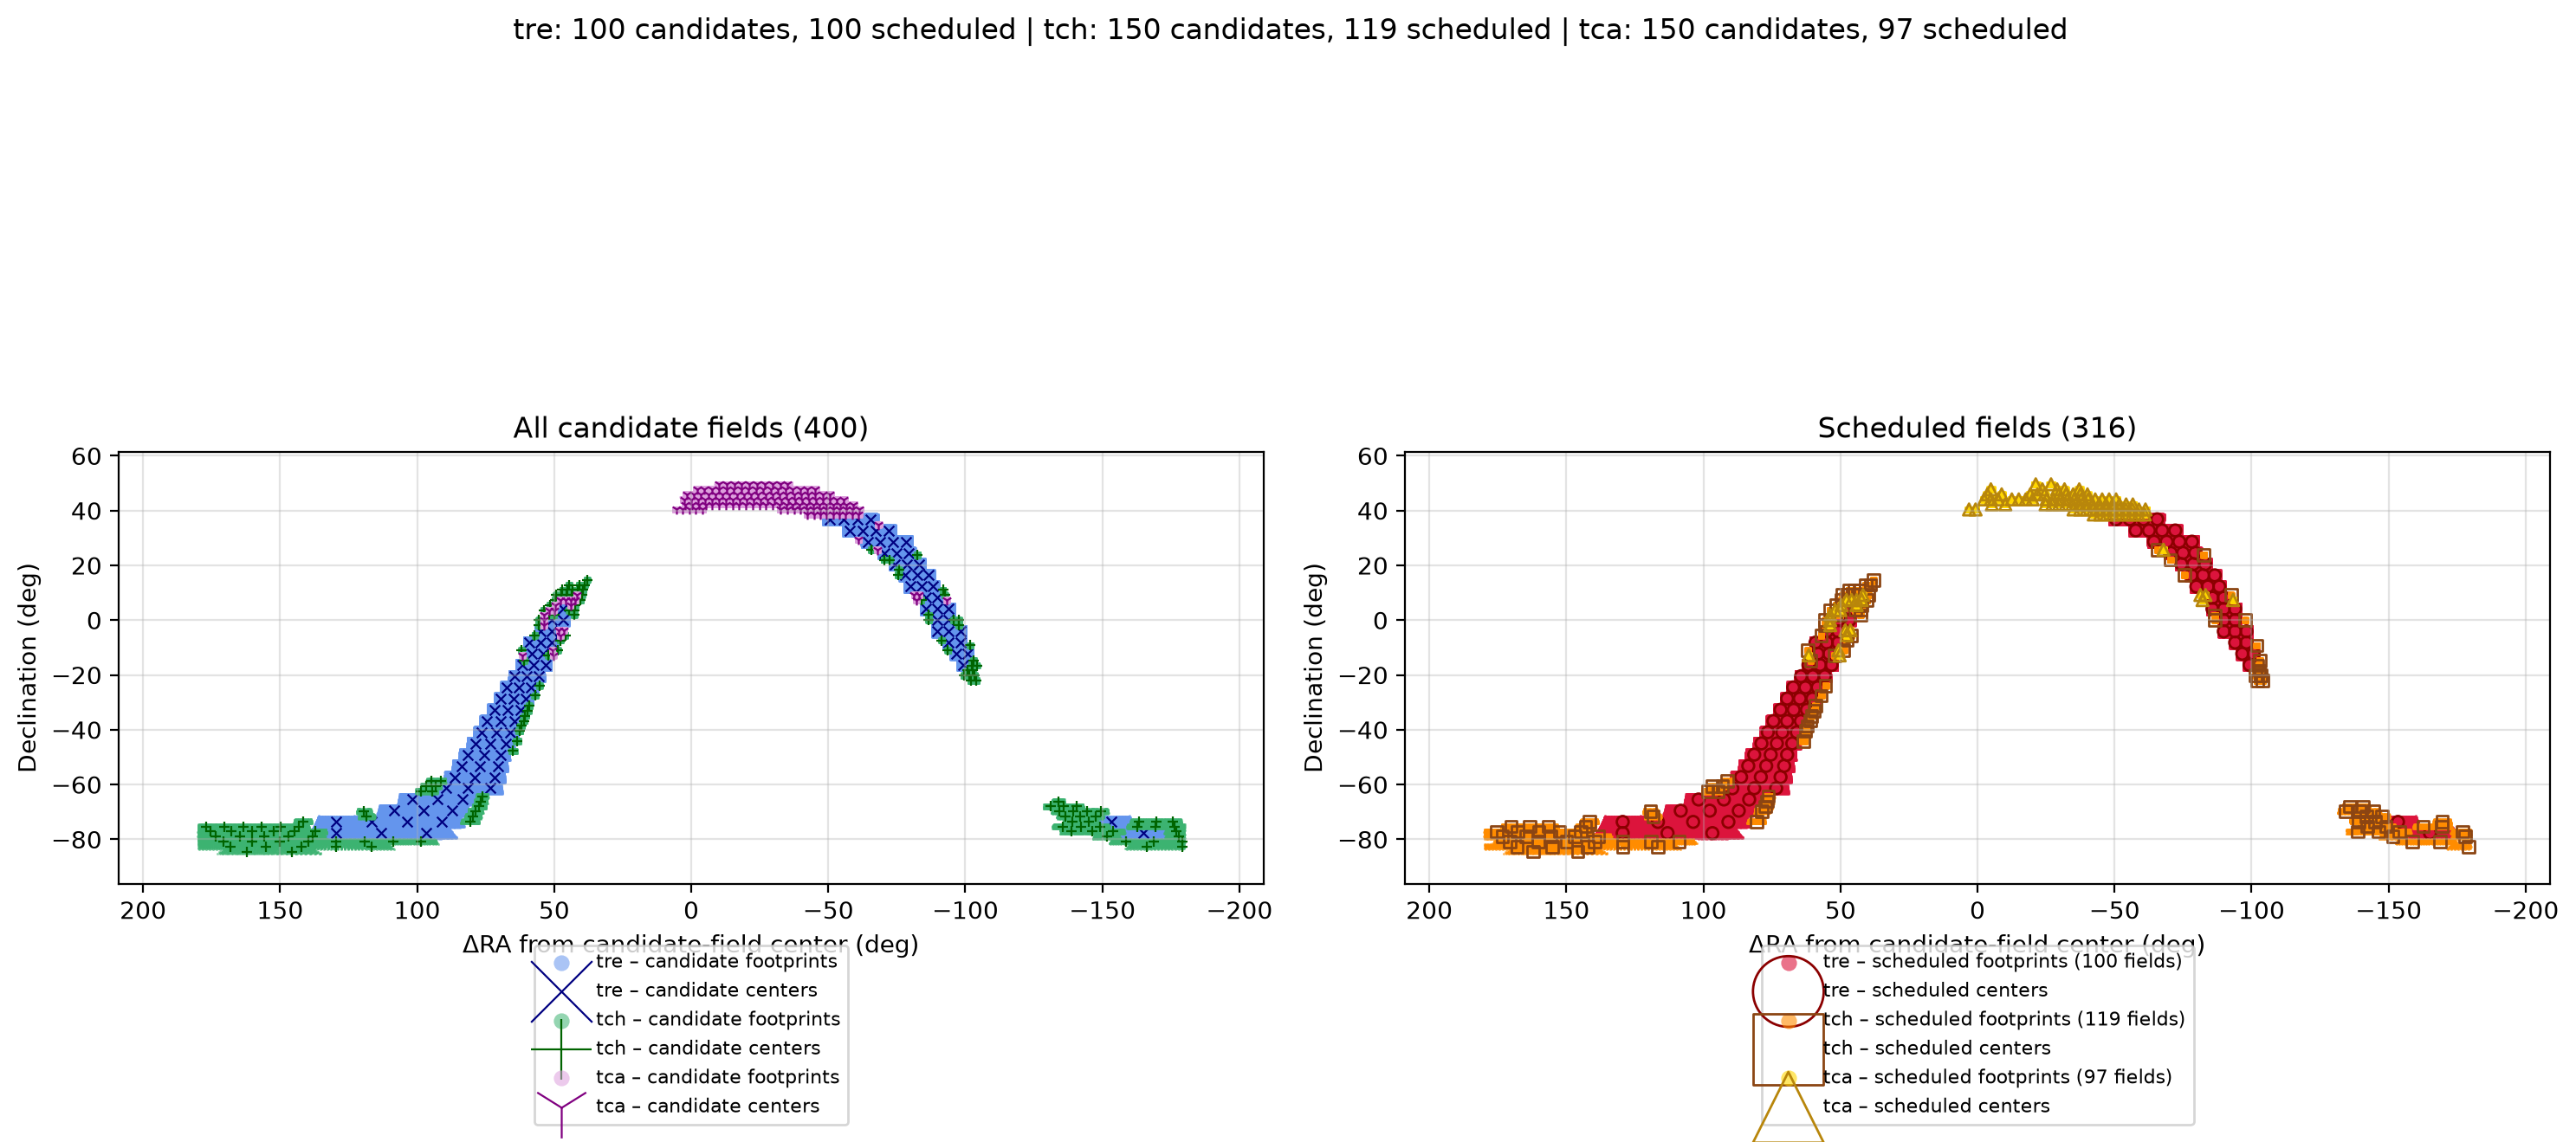 tre: 100 candidates, 100 scheduled | tch: 150 candidates, 119 scheduled | tca: 150 candidates, 97 scheduled
All candidate fields (400)
60
40
20
0
−20
−40
−60
−80
Declination (deg)
200 150 100 50 0 −50 −100 −150 −200
ΔRA from candidate-field center (deg)
tre – candidate footprints
tre – candidate centers
tch – candidate footprints
tch – candidate centers
tca – candidate footprints
tca – candidate centers
Scheduled fields (316)
60
40
20
0
−20
−40
−60
−80
Declination (deg)
200 150 100 50 0 −50 −100 −150 −200
ΔRA from candidate-field center (deg)
tre – scheduled footprints (100 fields)
tre – scheduled centers
tch – scheduled footprints (119 fields)
tch – scheduled centers
tca – scheduled footprints (97 fields)
tca – scheduled centers